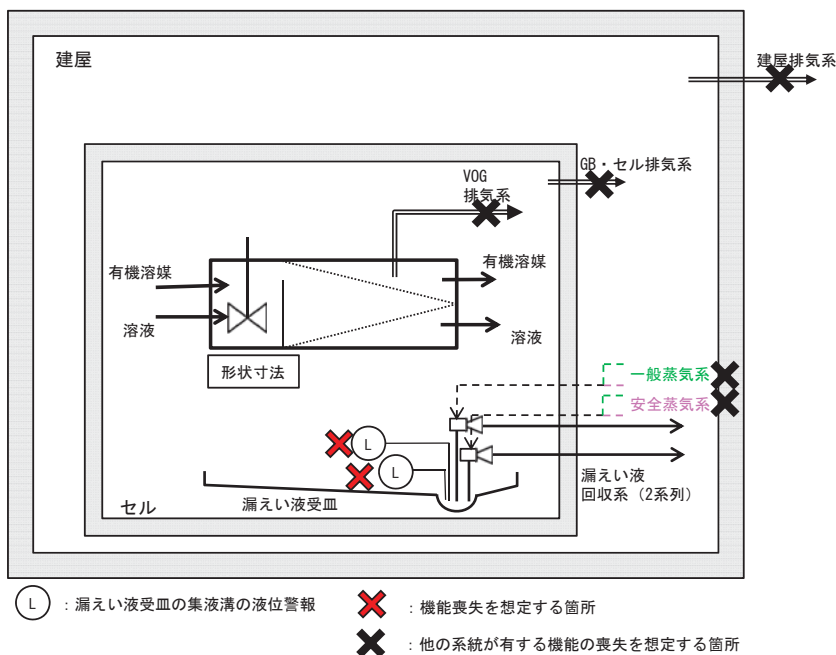 建屋
建屋排気系
GB・セル排気系
VOG
排気系
有機溶媒
有機溶媒
溶液
溶液
形状寸法
一般蒸気系
安全蒸気系
L
L
漏えい液
回収系（2系列）
漏えい液受皿
セル
L ：漏えい液受皿の集液溝の液位警報
：機能喪失を想定する箇所
：他の系統が有する機能の喪失を想定する箇所